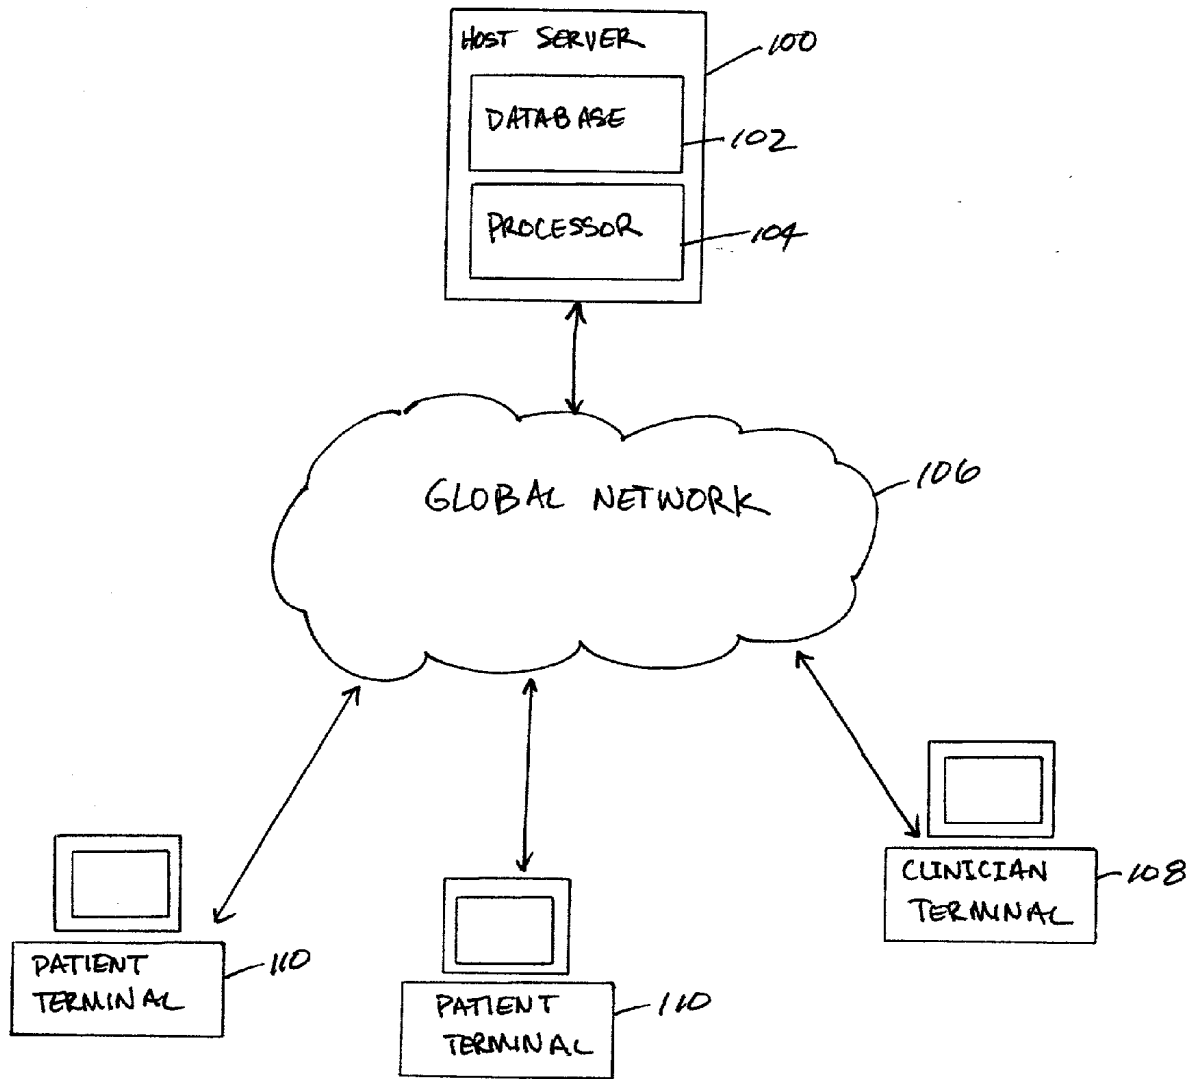 HOST SERVER
100
DATABASE
102
PROCESSOR
104
GLOBAL NETWORK
106
CLINICIAN
TERMINAL
108
PATIENT
TERMINAL
110
PATIENT
TERMINAL
110